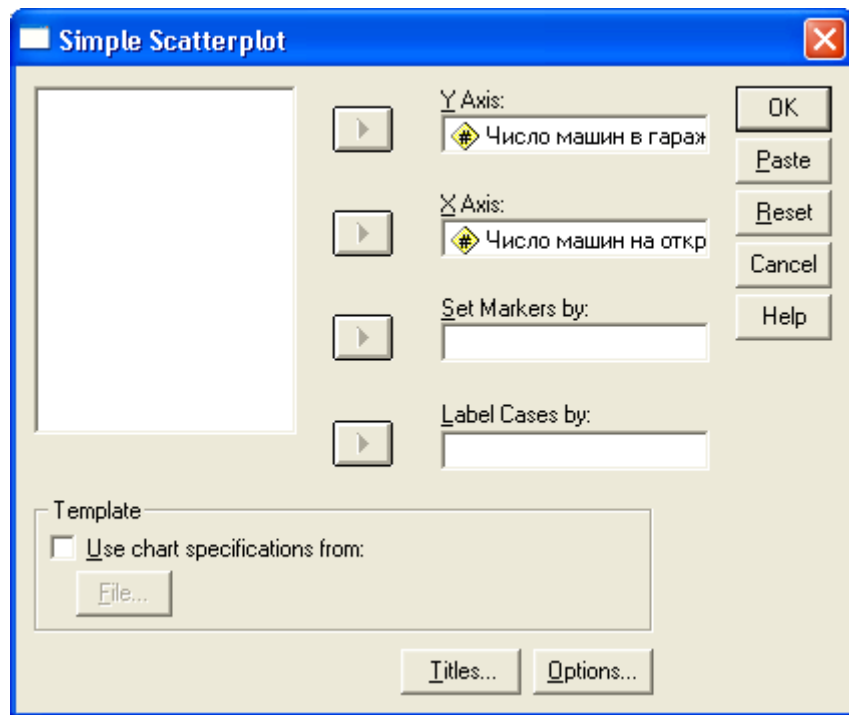 Simple Scatterplot
Y Axis:
# Число машин в гараж
X Axis:
# Число машин на откр
Set Markers by:
Label Cases by:
OK
Paste
Reset
Cancel
Help
Template
Use chart specifications from:
File...
Titles...
Options...